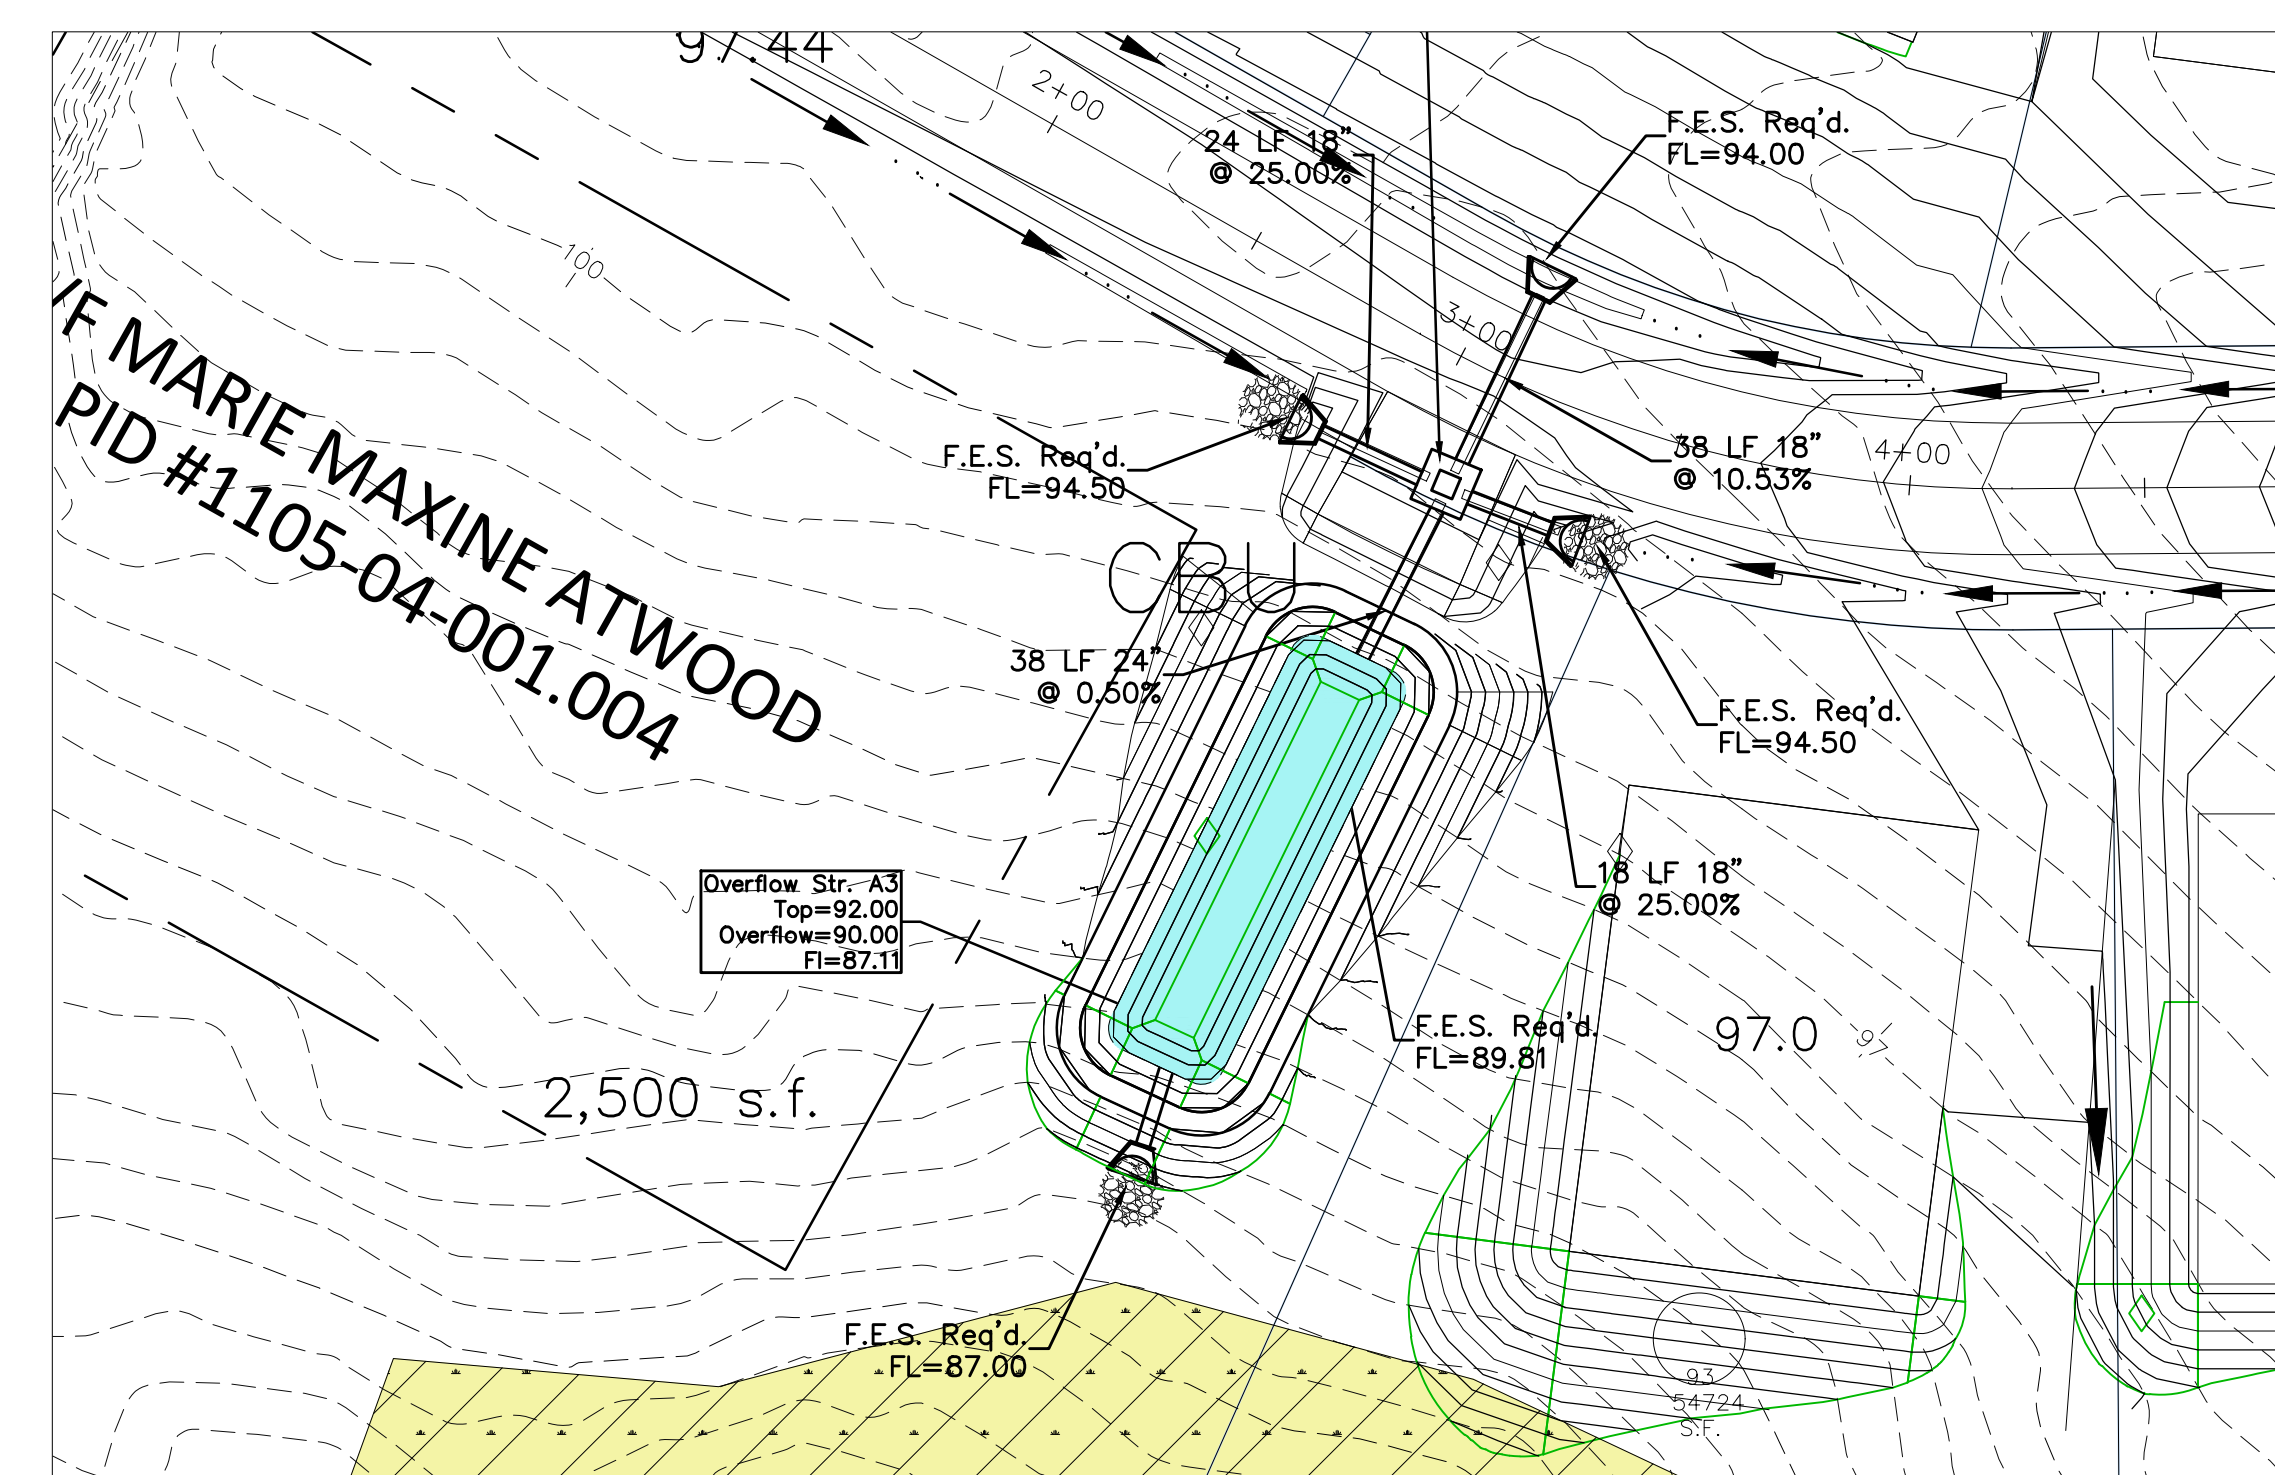 2+00
24 LF 18"
@ 25.00%
F.E.S. Req'd.
FL=94.00
100
3+00
MARIE MAXINE ATWOOD
PID #1105-04-001.004
F.E.S. Req'd.
FL=94.50
38 LF 18"
@ 10.53%
4+00
CBU
38 LF 24"
@ 0.50%
F.E.S. Req'd.
FL=94.50
18 LF 18"
@ 25.00%
Overflow Str. A3
Top=92.00
Overflow=90.00
Fl=87.11
F.E.S. Req'd.
FL=89.81
97.0
97
2,500 s.f.
F.E.S. Req'd.
FL=87.00
93
54724
S.F.